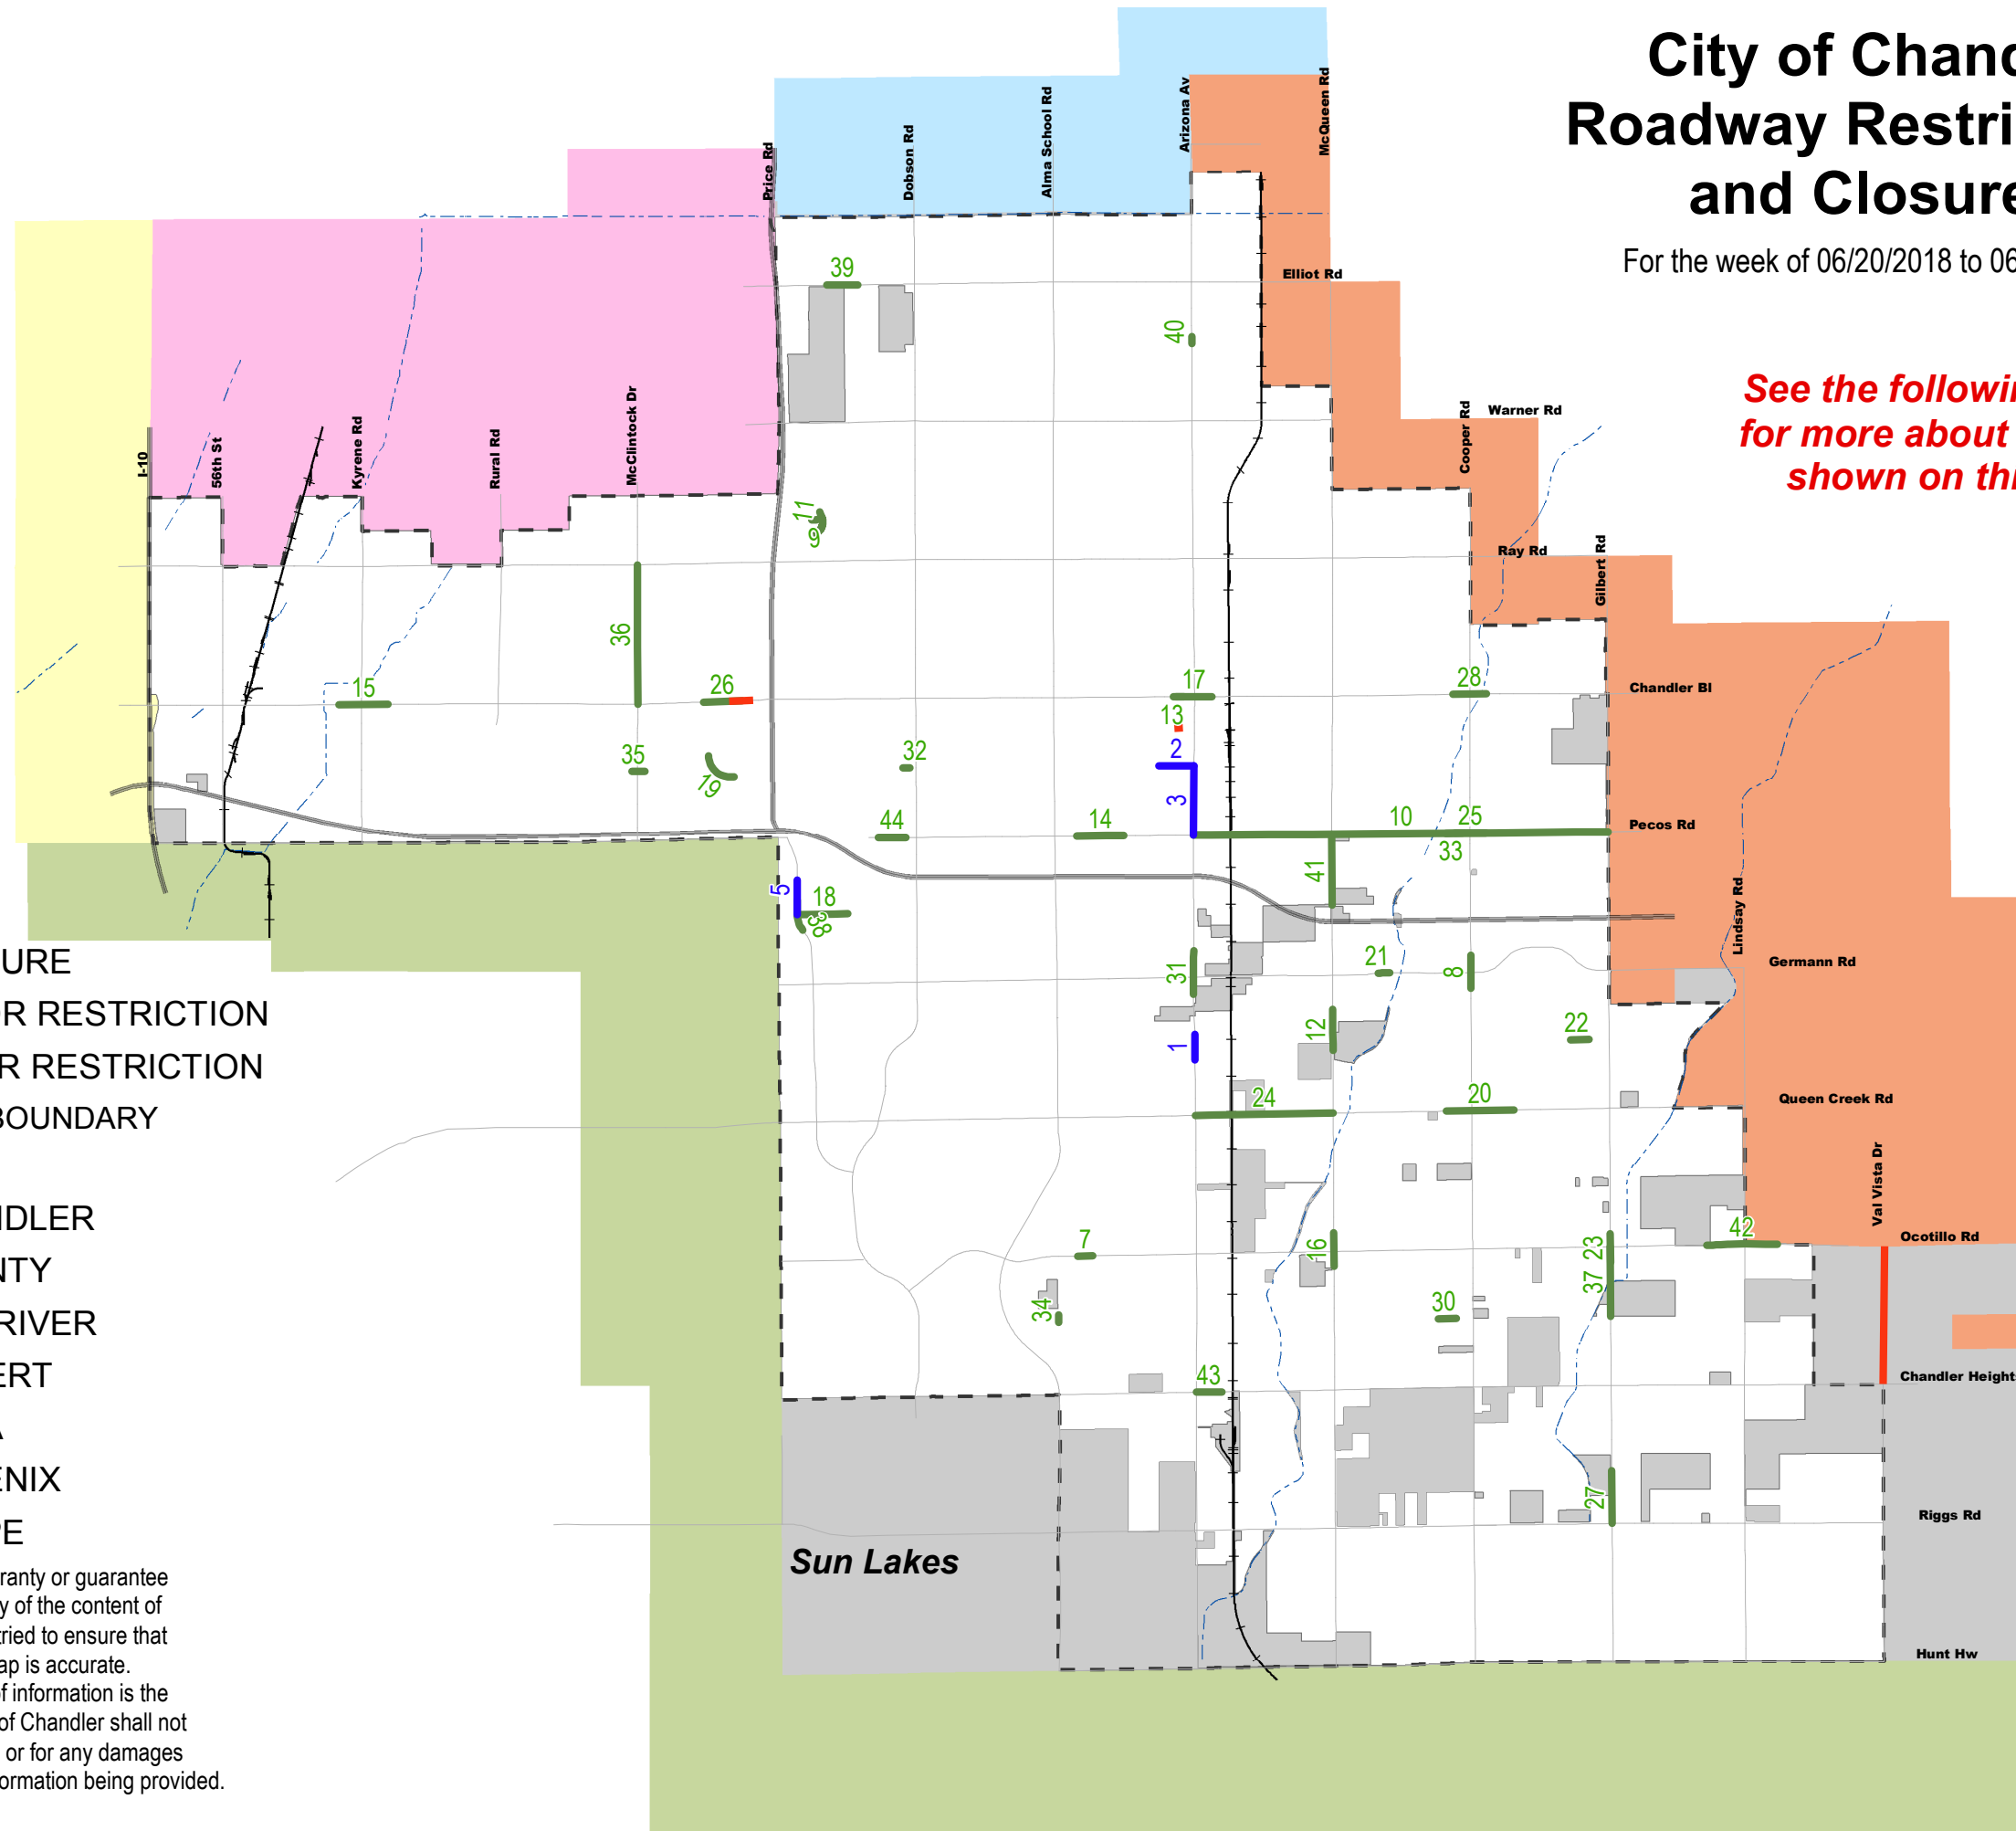 City of Chand
Roadway Restri
and Closure
For the week of 06/20/2018 to 06
See the followin
for more about
shown on thi
Price Rd
Dobson Rd
Alma School Rd
Arizona Av
McQueen Rd
Elliot Rd
39
40
I-10
56th St
Kyrene Rd
Rural Rd
McClintock Dr
Cooper Rd
Warner Rd
11
9
Ray Rd
Gilbert Rd
36
15
26
17
28
Chandler Bl
13
35
19
32
2
3
44
14
10
25
Pecos Rd
33
41
5
18
38
Lindsay Rd
31
21
8
Germann Rd
1
12
22
24
20
Queen Creek Rd
Val Vista Dr
7
16
23
42
Ocotillo Rd
37
34
30
43
Chandler Height
27
Riggs Rd
Sun Lakes
Hunt Hw
URE
OR RESTRICTION
R RESTRICTION
BOUNDARY
NDLER
NTY
RIVER
ERT
A
ENIX
PE
ranty or guarantee
y of the content of
tried to ensure that
ap is accurate.
of information is the
of Chandler shall not
or for any damages
formation being provided.